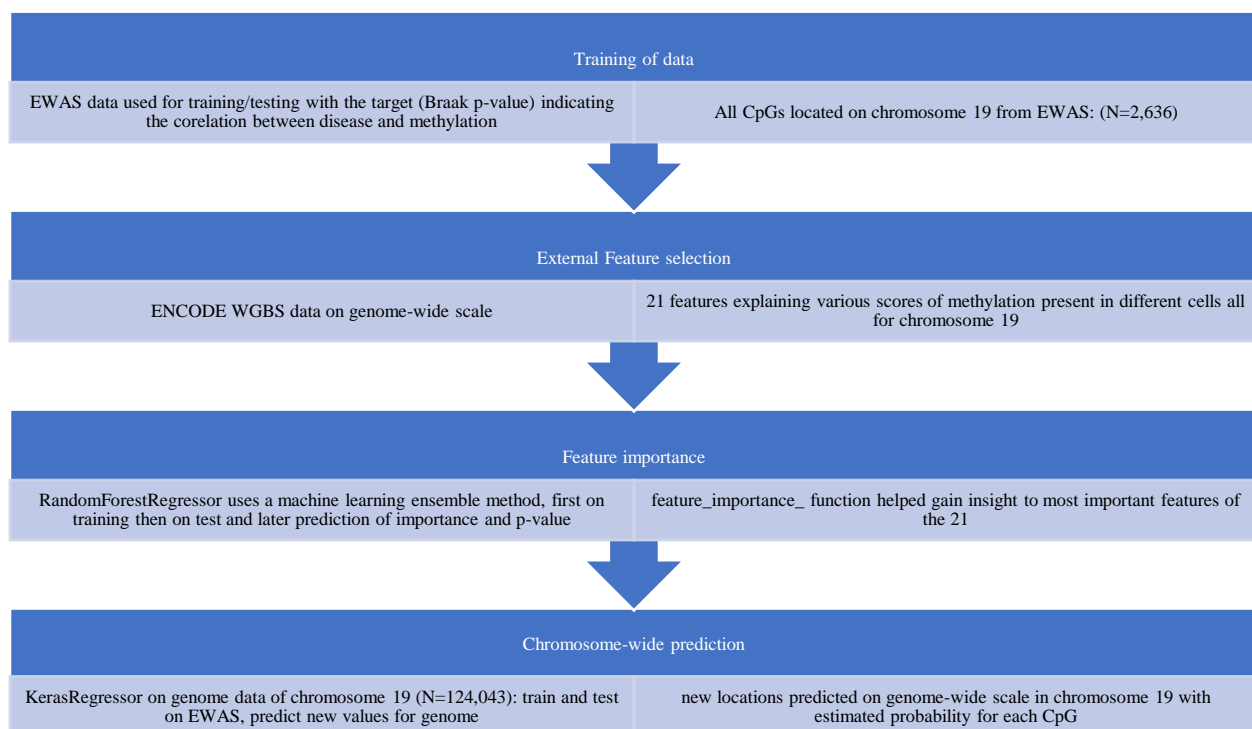 Training of data
EWAS data used for training/testing with the target (Braak p-value) indicating
the corelation between disease and methylation
All CpGs located on chromosome 19 from EWAS: (N=2,636)
External Feature selection
ENCODE WGBS data on genome-wide scale
21 features explaining various scores of methylation present in different cells all
for chromosome 19
Feature importance
RandomForestRegressor uses a machine learning ensemble method, first on
training then on test and later prediction of importance and p-value
feature_importance_ function helped gain insight to most important features of
the 21
Chromosome-wide prediction
KerasRegressor on genome data of chromosome 19 (N=124,043): train and test
on EWAS, predict new values for genome
new locations predicted on genome-wide scale in chromosome 19 with
estimated probability for each CpG